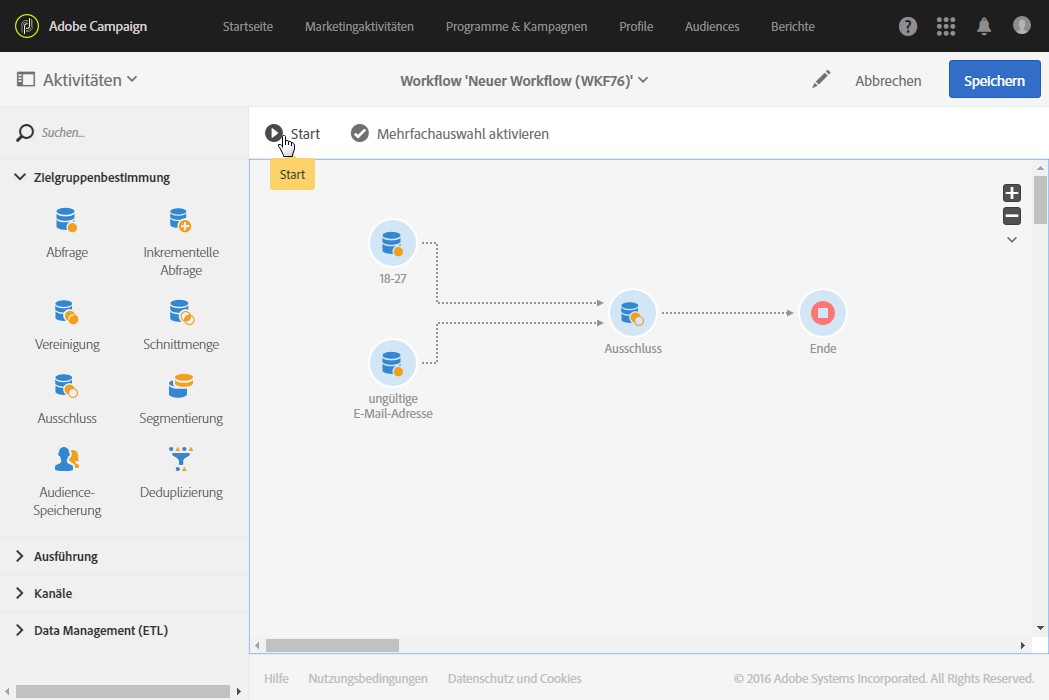 Adobe Campaign
Startseite
Marketingaktivitäten
Programme & Kampagnen
Profile
Audiences
Berichte
Aktivitäten
Workflow 'Neuer Workflow (WKF76)'
Abbrechen
Speichern
Suchen...
Start
Mehrfachauswahl aktivieren
Start
Zielgruppenbestimmung
Abfrage
Inkrementelle
Abfrage
Vereinigung
Schnittmenge
Ausschluss
Segmentierung
Audience-
Speicherung
Deduplizierung
Ausführung
Kanäle
Data Management (ETL)
18-27
ungültige
E-Mail-Adresse
Ausschluss
Ende
Hilfe
Nutzungsbedingungen
Datenschutz und Cookies
© 2016 Adobe Systems Incorporated. All Rights Reserved.